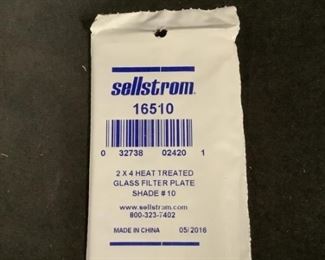 sellstrom
16510
0 32738 02420 1
2 X 4 HEAT TREATED
GLASS FILTER PLATE
SHADE #10
www.sellstrom.com
800-323-7402
MADE IN CHINA 05/2016